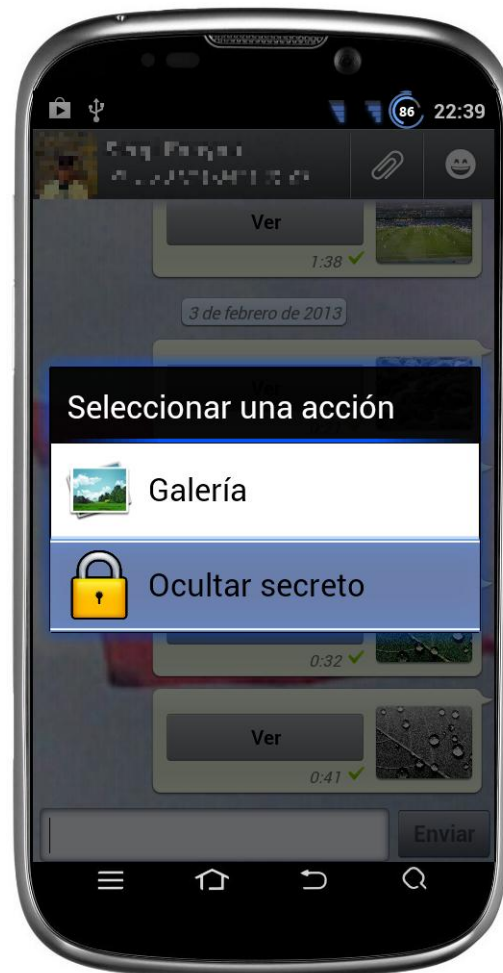 86 22:39
Ver
1:38
3 de febrero de 2013
Seleccionar una acción
Galería
Ocultar secreto
0:32
Ver
0:41
Enviar